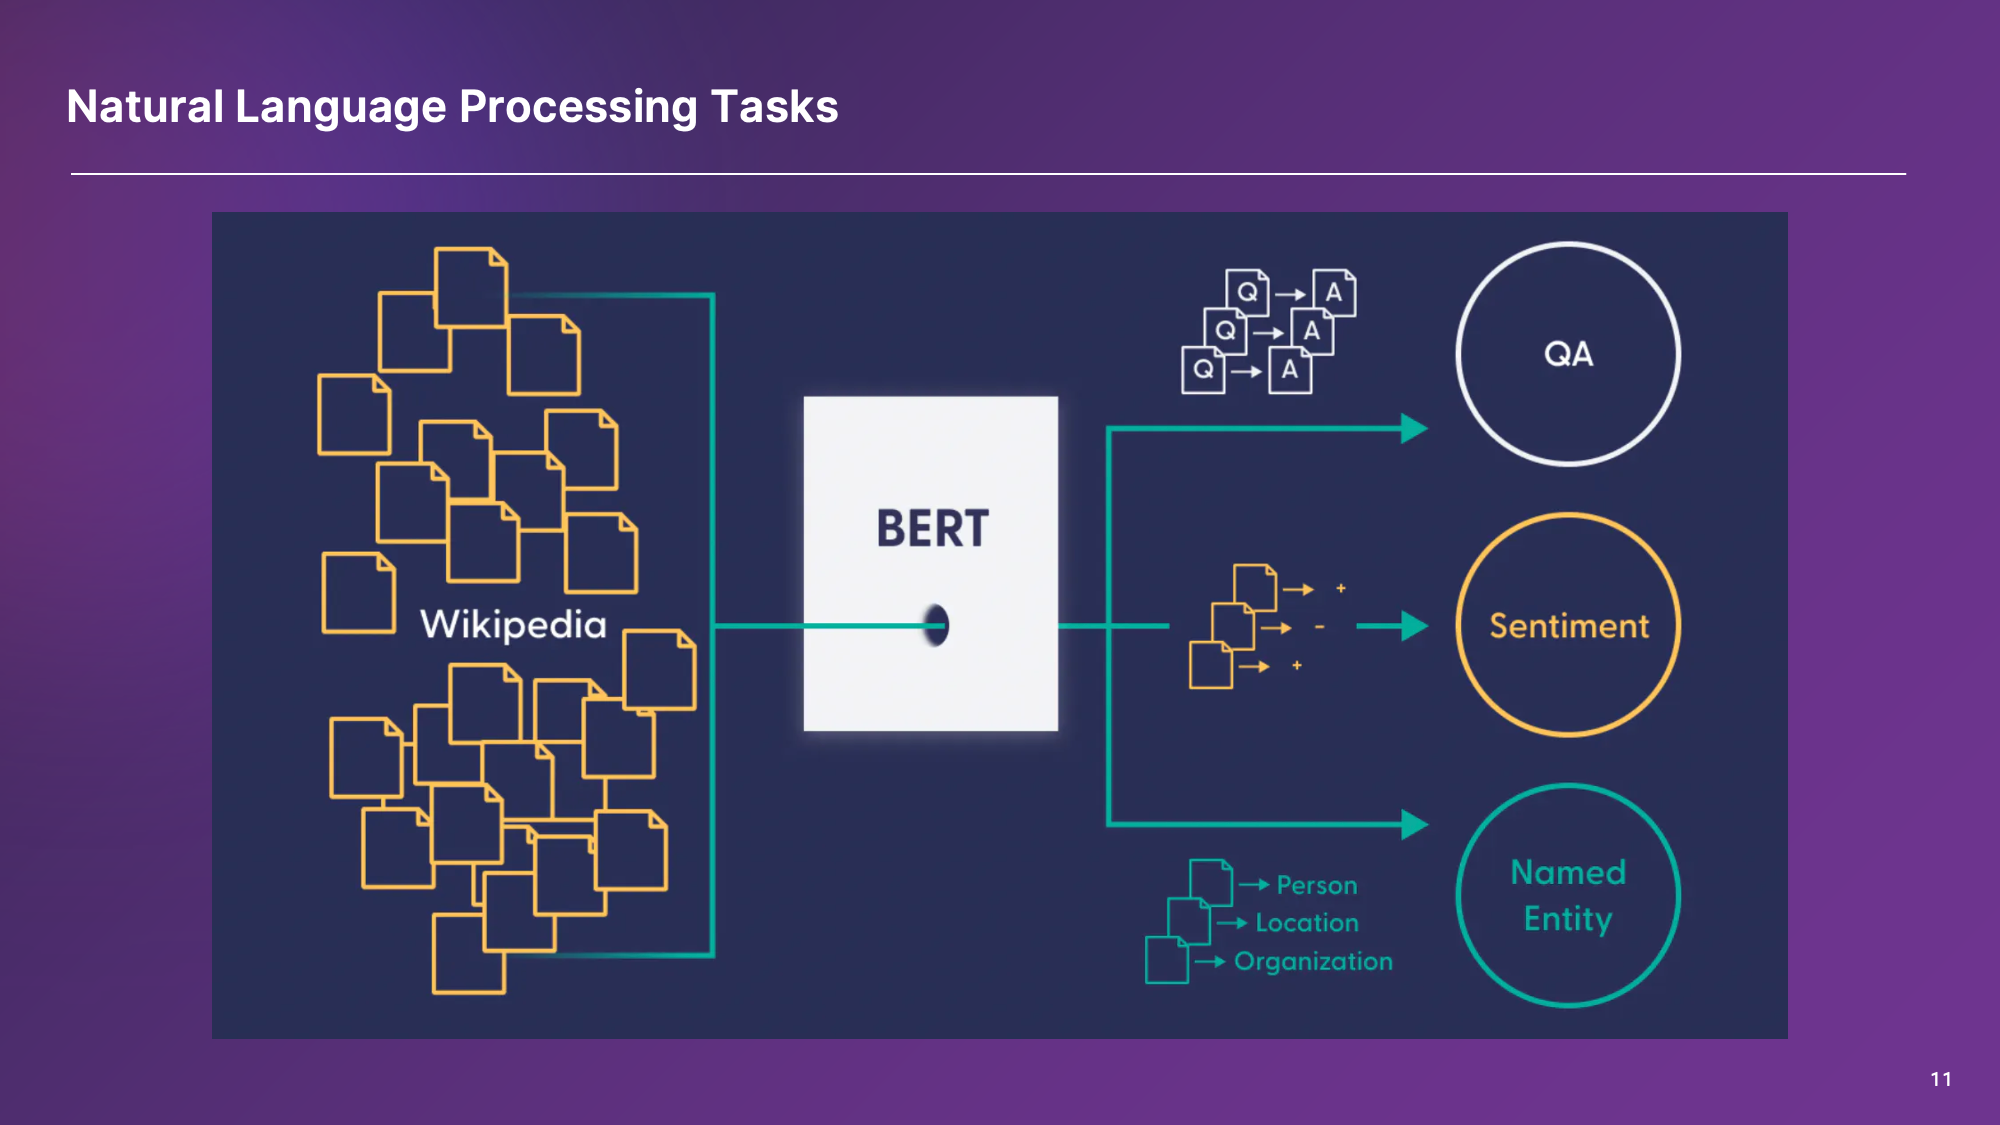 Natural Language Processing Tasks
Wikipedia
BERT
Q → A
Q → A
Q → A
QA
→ +
→ -
→ +
Sentiment
→ Person
→ Location
→ Organization
Named
Entity
11